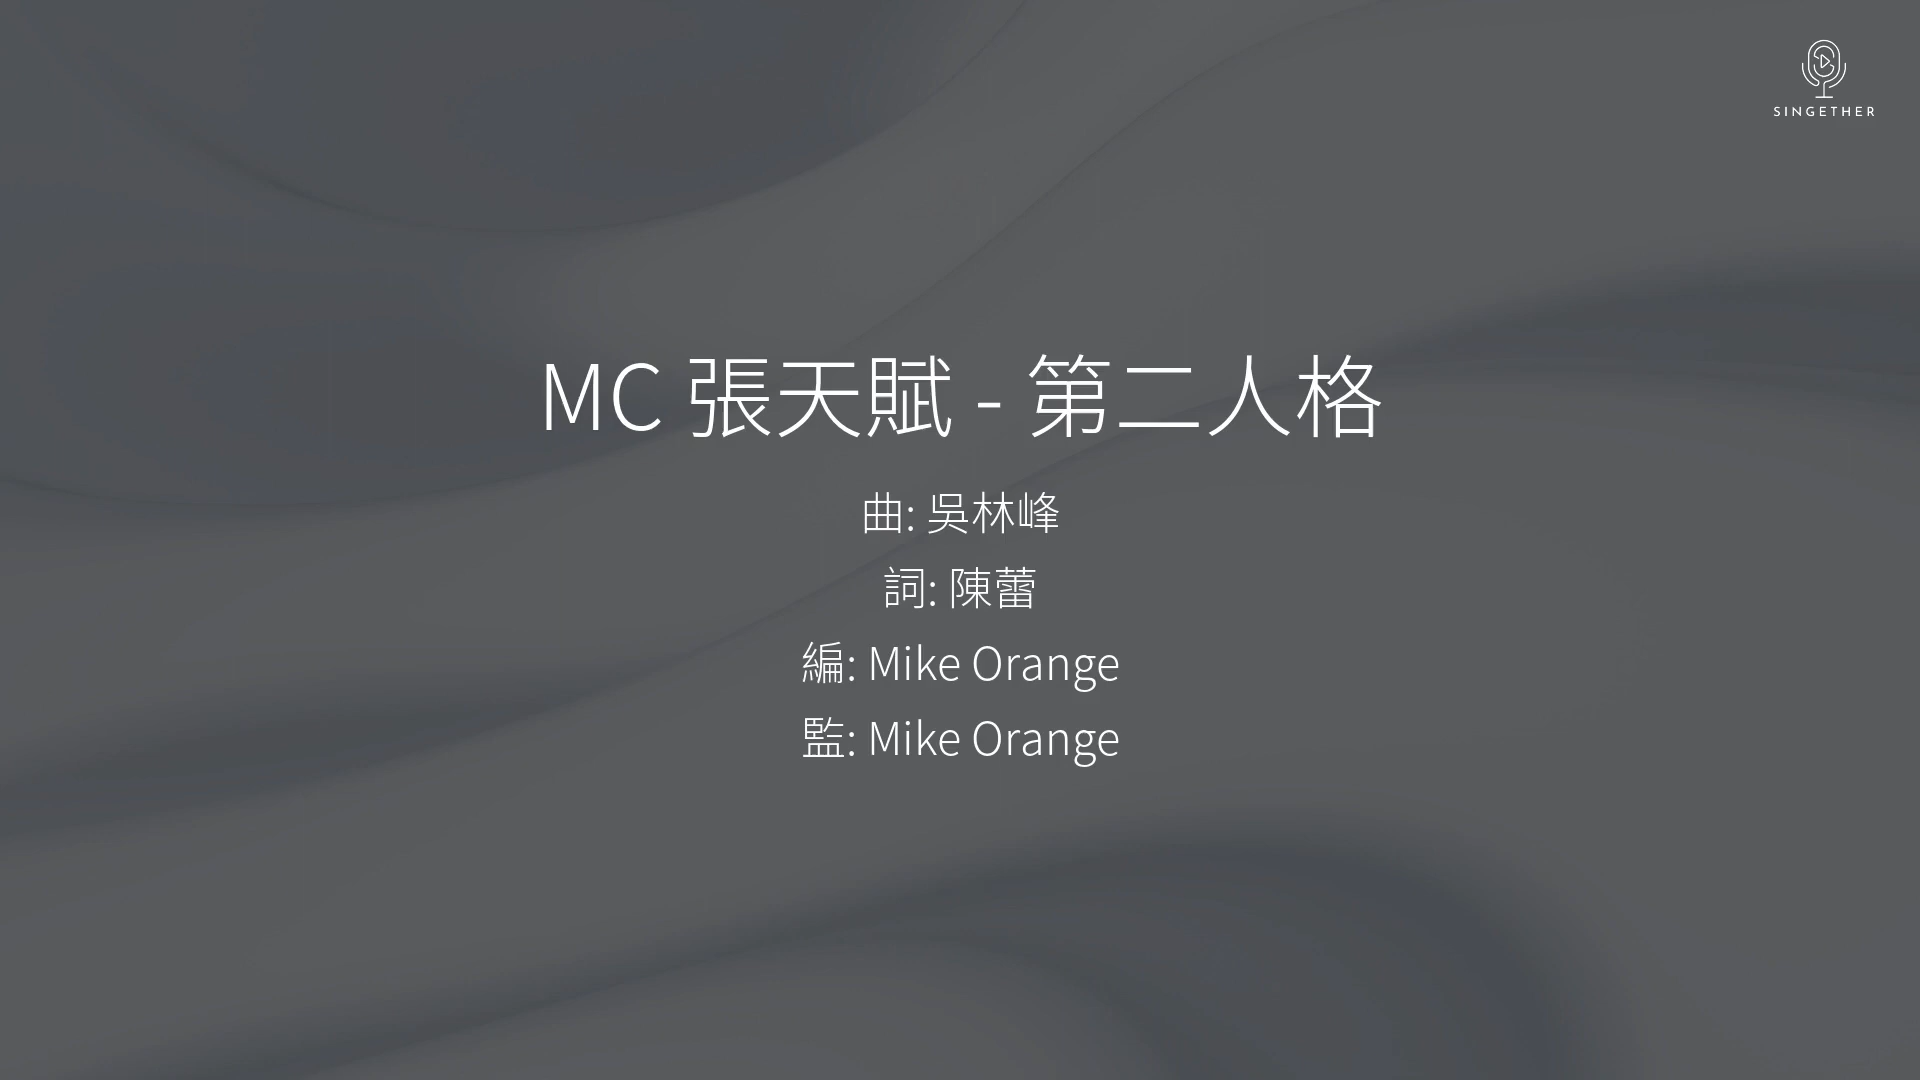 SINGETHER
MC 張天賦 - 第二人格
曲: 吳林峰
詞: 陳蕾
編: Mike Orange
監: Mike Orange